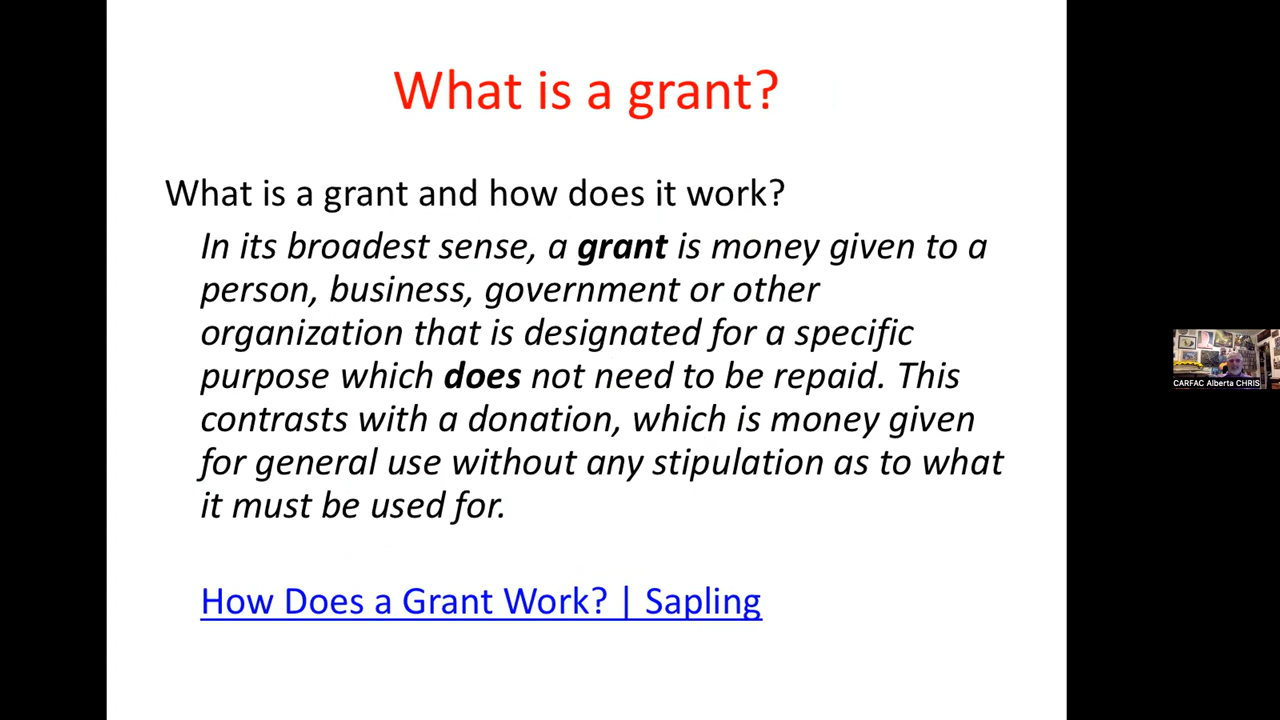 What is a grant?
What is a grant and how does it work?
In its broadest sense, a grant is money given to a
person, business, government or other
organization that is designated for a specific
purpose which does not need to be repaid. This
contrasts with a donation, which is money given
for general use without any stipulation as to what
it must be used for.
How Does a Grant Work? | Sapling
CARFAC Alberta CHRIS